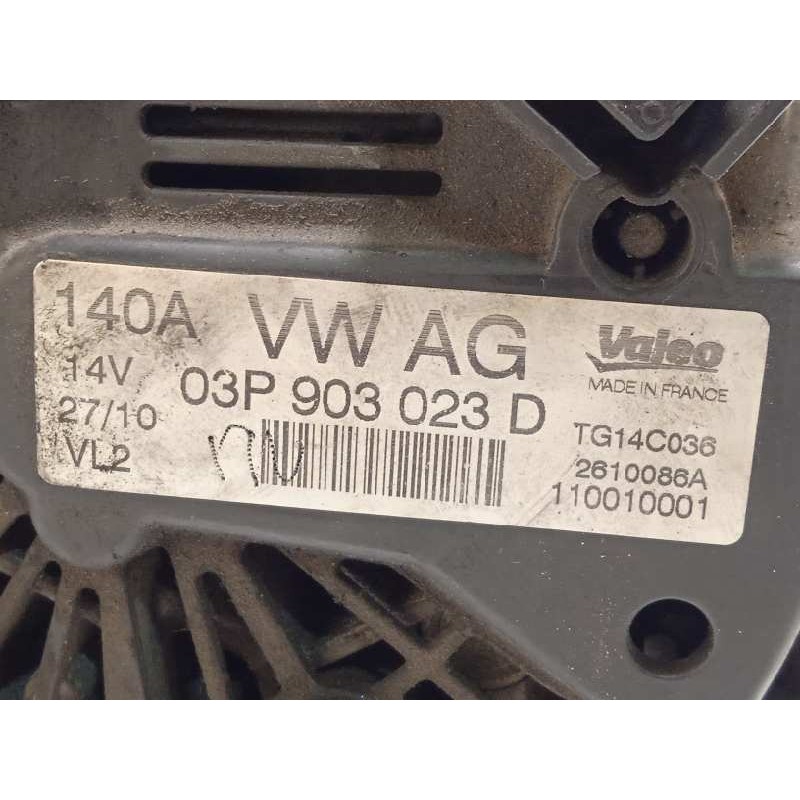 140A VW AG Valeo
14V 03P 903 023 D MADE IN FRANCE
27/10 TG14C036
VL2 2610086A
110010001